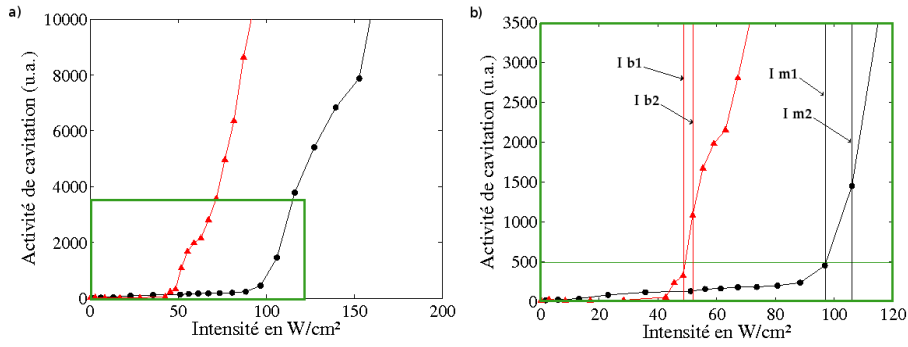 a)
Activité de cavitation (u.a.)
10000
8000
6000
4000
2000
0
0 50 100 150 200
Intensité en W/cm²
b)
Activité de cavitation (u.a.)
3500
3000
2500
2000
1500
1000
500
0
I b1
I b2
I m1
I m2
0 20 40 60 80 100 120
Intensité en W/cm²